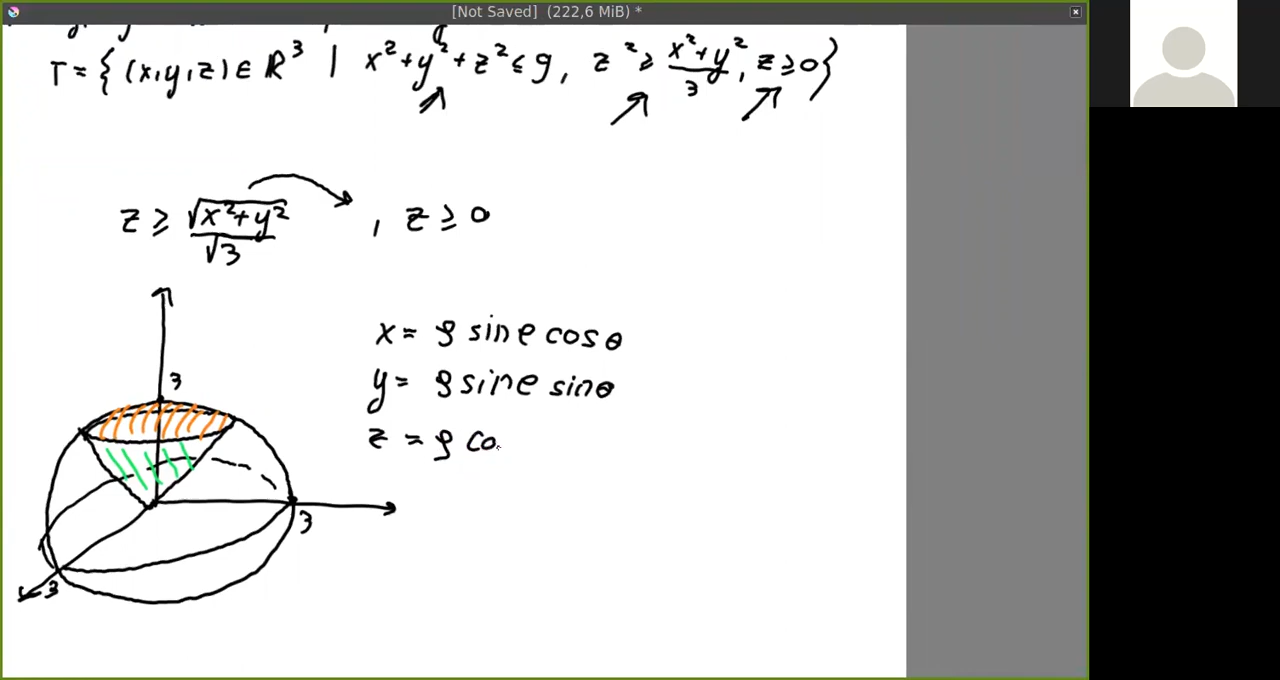 [Not Saved] (222,6 MiB) *
T = { (x,y,z) ∈ ℝ³ | x² + y² + z² ≤ 9, z² ≥ (x² + y²)/3, z ≥ 0 }
z ≥ √(x² + y²)/√3 , z ≥ 0
3
x = ρ sin φ cos θ
y = ρ sin φ sin θ
z = ρ co
3
3